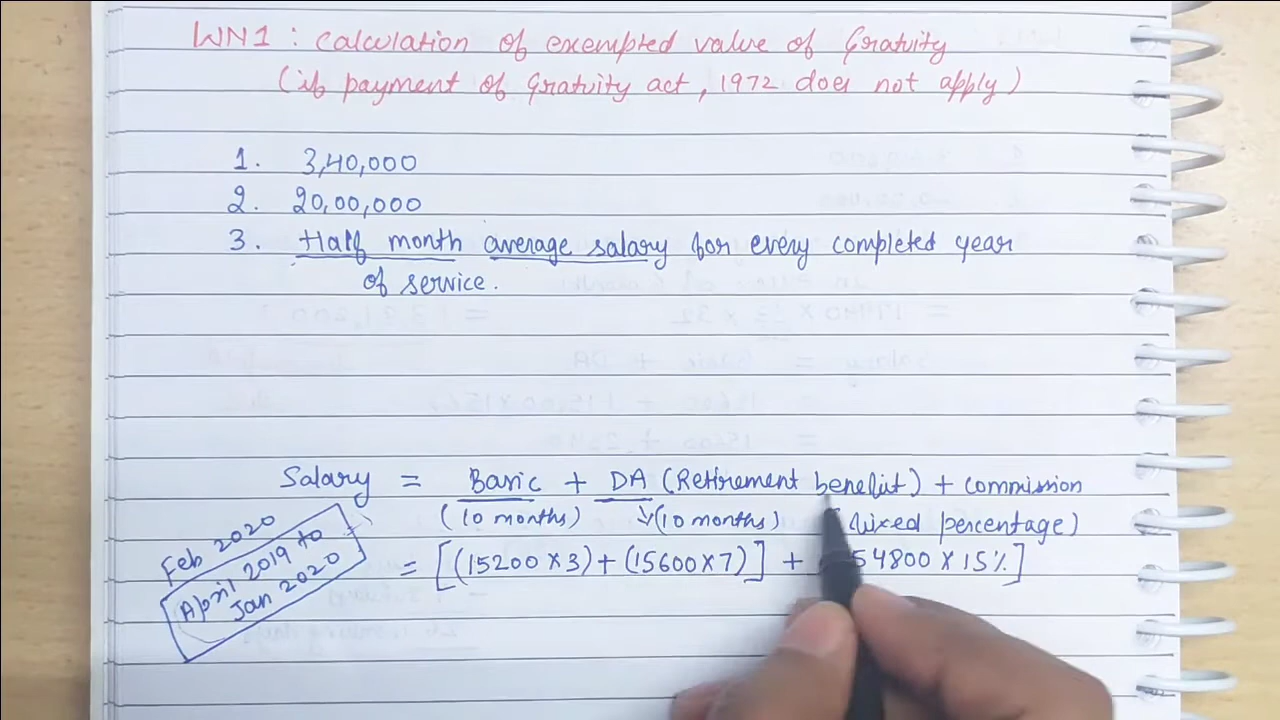 WN1 : Calculation of exempted value of Gratuity
(if payment of Gratuity act, 1972 does not apply)
1. 3,40,000
2. 20,00,000
3. Half month average salary for every completed year
of service.
Salary = Basic + DA (Retirement benefit) + commission
(10 months) (10 months) (fixed percentage)
= [(15200 × 3) + (15600 × 7)] + 54800 × 15%]
Feb 2020
April 2019 to
Jan 2020